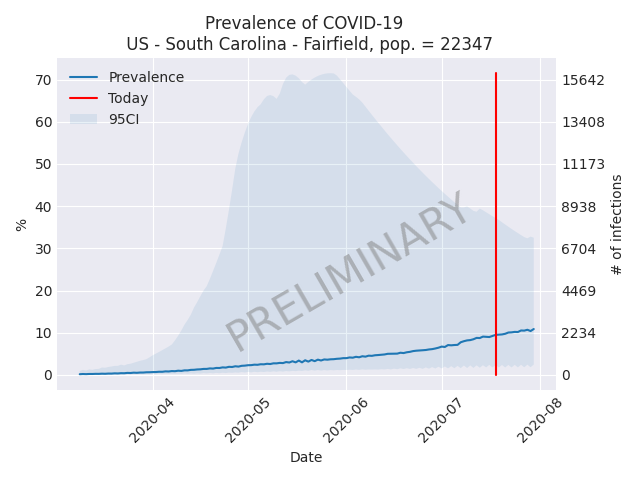 Prevalence of COVID-19
US - South Carolina - Fairfield, pop. = 22347
Prevalence
Today
95CI
70
60
50
40
30
20
10
0
%
15642
13408
11173
8938
6704
4469
2234
0
# of infections
PRELIMINARY
2020-04
2020-05
2020-06
2020-07
2020-08
Date